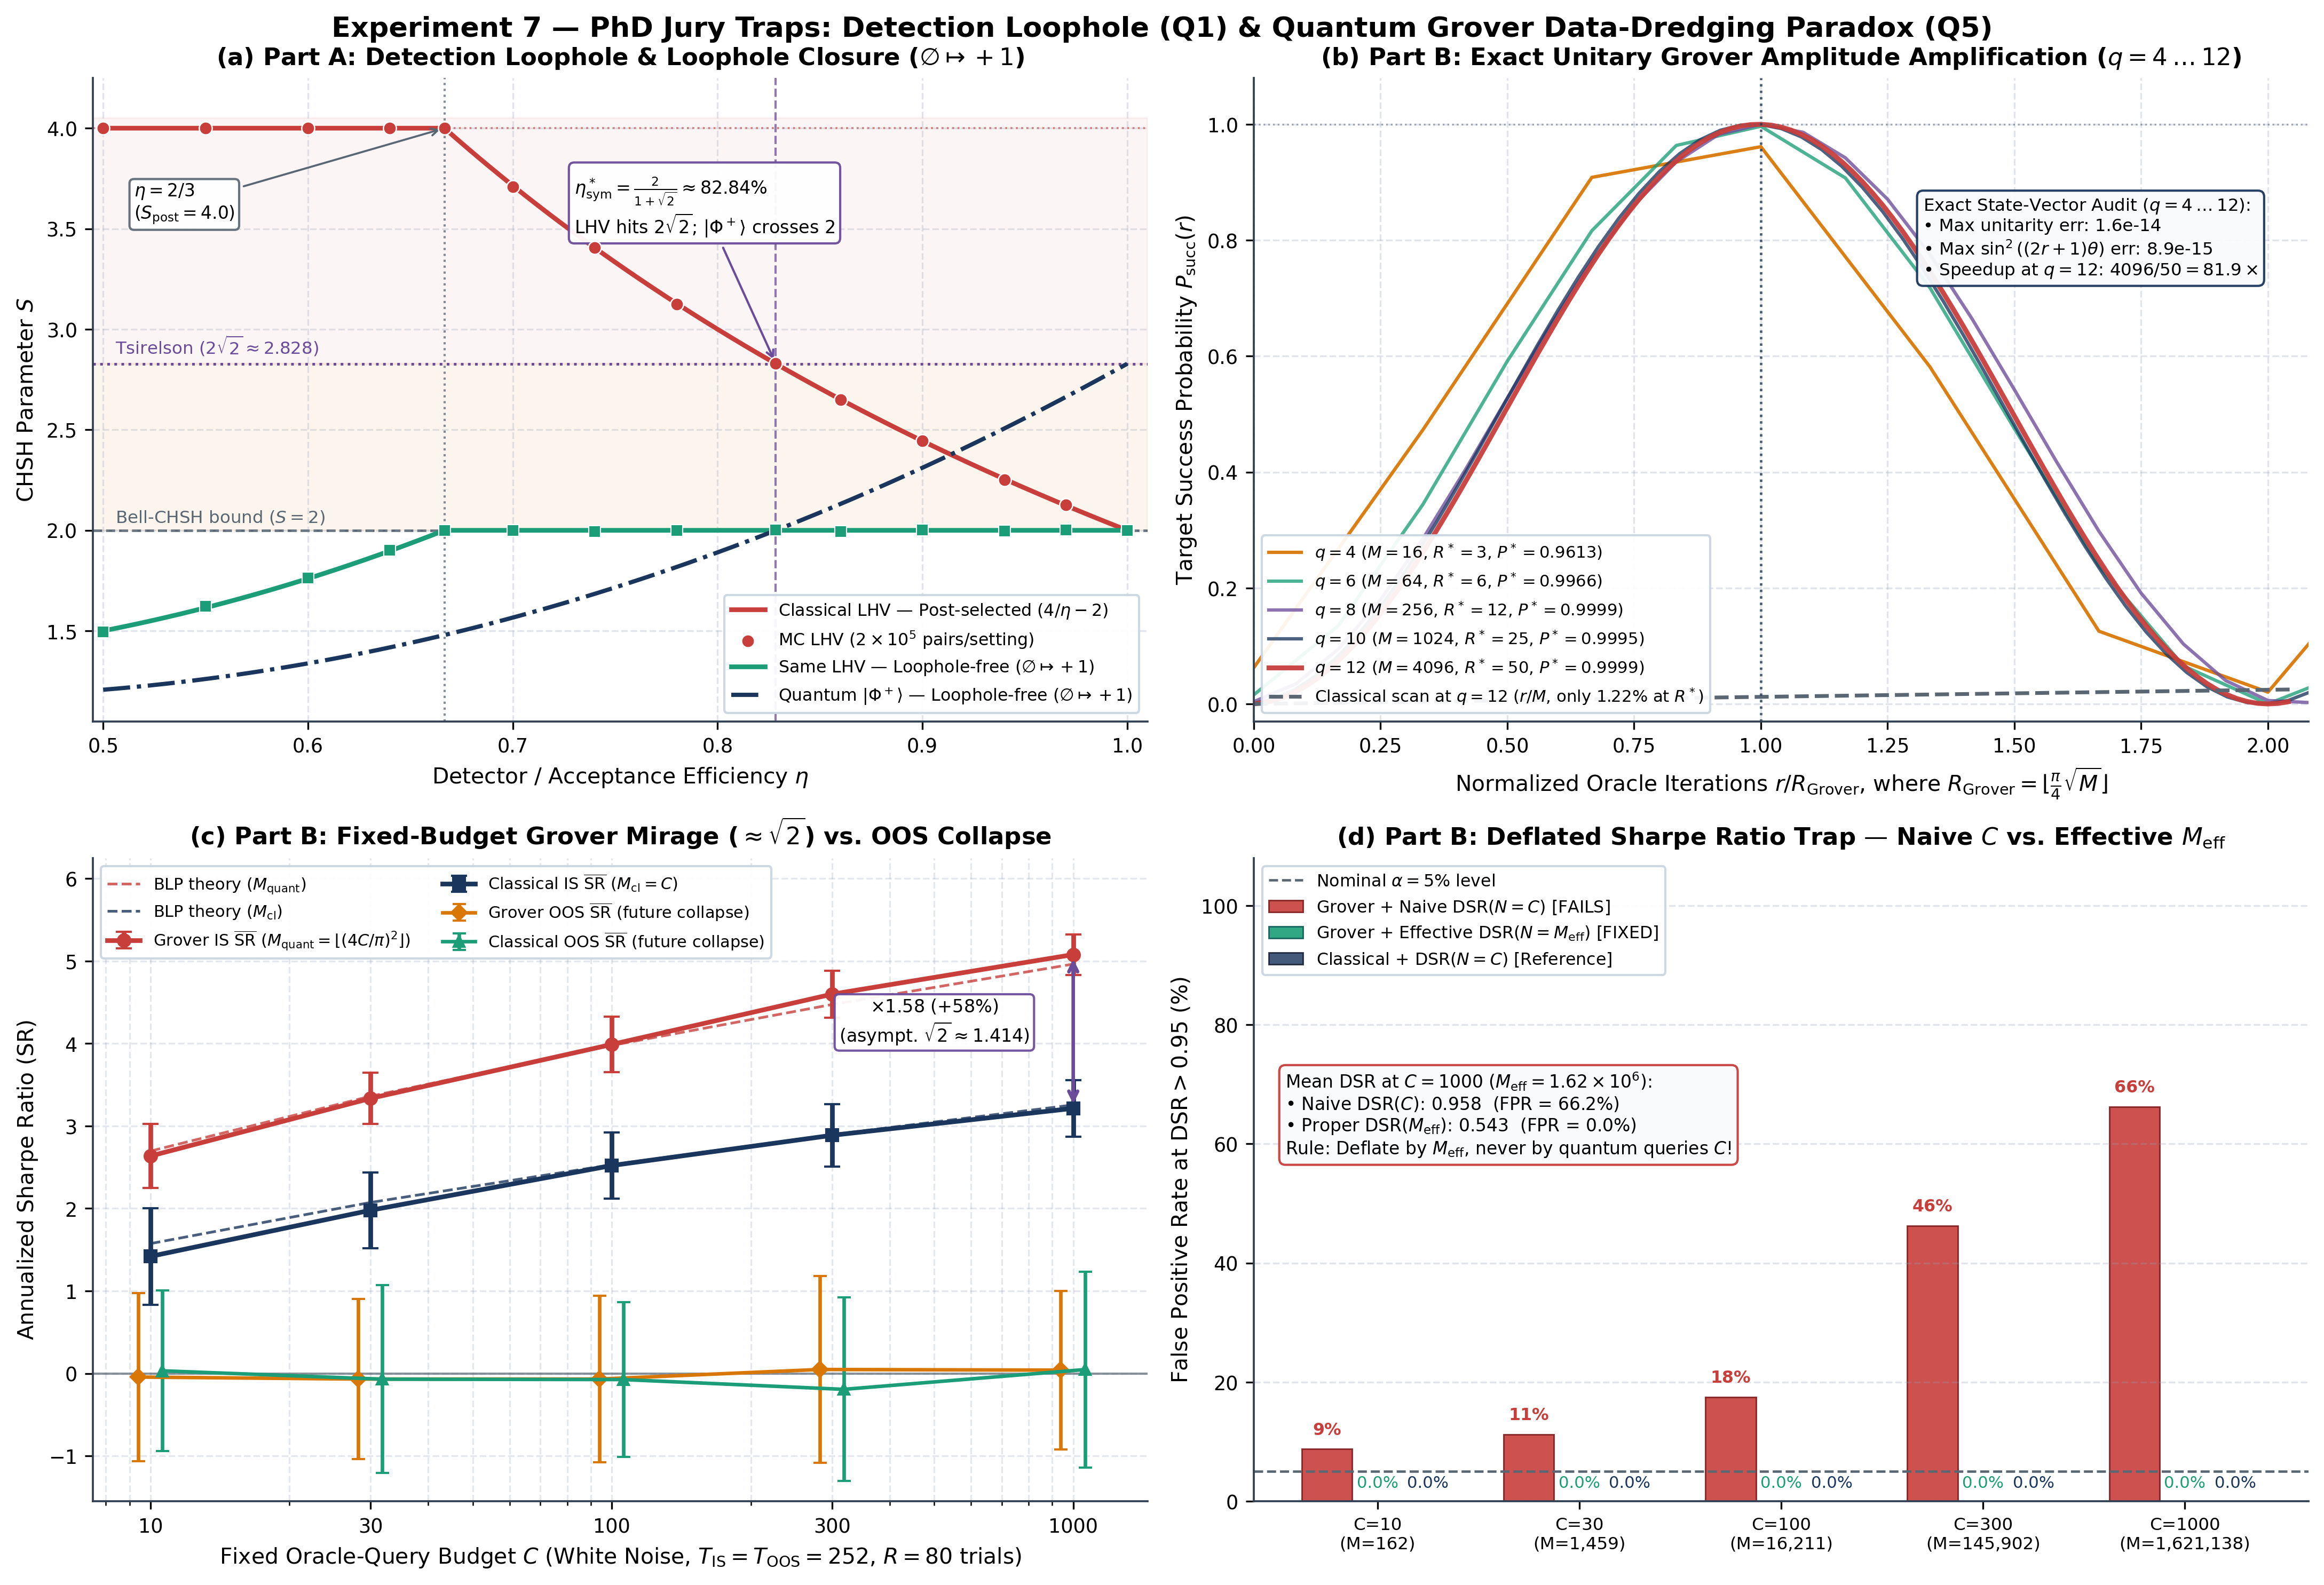 Experiment 7 — PhD Jury Traps: Detection Loophole (Q1) & Quantum Grover Data-Dredging Paradox (Q5)
(a) Part A: Detection Loophole & Loophole Closure (∅ ↦ +1)
CHSH Parameter S
4.0
3.5
3.0
2.5
2.0
1.5
η = 2/3
(S_post = 4.0)
η*_sym = 2/(1+√2) ≈ 82.84%
LHV hits 2√2; |Φ⁺⟩ crosses 2
Tsirelson (2√2 ≈ 2.828)
Bell-CHSH bound (S = 2)
Classical LHV — Post-selected (4/η − 2)
MC LHV (2 × 10⁵ pairs/setting)
Same LHV — Loophole-free (∅ ↦ +1)
Quantum |Φ⁺⟩ — Loophole-free (∅ ↦ +1)
0.5 0.6 0.7 0.8 0.9 1.0
Detector / Acceptance Efficiency η
(b) Part B: Exact Unitary Grover Amplitude Amplification (q = 4 … 12)
Target Success Probability P_succ(r)
1.0
0.8
0.6
0.4
0.2
0.0
Exact State-Vector Audit (q = 4 … 12):
• Max unitarity err: 1.6e-14
• Max sin²((2r + 1)θ) err: 8.9e-15
• Speedup at q = 12: 4096/50 = 81.9 ×
q = 4 (M = 16, R* = 3, P* = 0.9613)
q = 6 (M = 64, R* = 6, P* = 0.9966)
q = 8 (M = 256, R* = 12, P* = 0.9999)
q = 10 (M = 1024, R* = 25, P* = 0.9995)
q = 12 (M = 4096, R* = 50, P* = 0.9999)
Classical scan at q = 12 (r/M, only 1.22% at R*)
0.00 0.25 0.50 0.75 1.00 1.25 1.50 1.75 2.00
Normalized Oracle Iterations r/R_Grover, where R_Grover = ⌊π/4 √M⌋
(c) Part B: Fixed-Budget Grover Mirage (≈ √2) vs. OOS Collapse
Annualized Sharpe Ratio (SR)
6
5
4
3
2
1
0
−1
BLP theory (M_quant)
BLP theory (M_cl)
Grover IS SR̅ (M_quant = ⌊(4C/π)²⌋)
Classical IS SR̅ (M_cl = C)
Grover OOS SR̅ (future collapse)
Classical OOS SR̅ (future collapse)
×1.58 (+58%)
(asympt. √2 ≈ 1.414)
10 30 100 300 1000
Fixed Oracle-Query Budget C (White Noise, T_IS = T_OOS = 252, R = 80 trials)
(d) Part B: Deflated Sharpe Ratio Trap — Naive C vs. Effective M_eff
False Positive Rate at DSR > 0.95 (%)
100
80
60
40
20
0
Nominal α = 5% level
Grover + Naive DSR(N = C) [FAILS]
Grover + Effective DSR(N = M_eff) [FIXED]
Classical + DSR(N = C) [Reference]
Mean DSR at C = 1000 (M_eff = 1.62 × 10⁶):
• Naive DSR(C): 0.958 (FPR = 66.2%)
• Proper DSR(M_eff): 0.543 (FPR = 0.0%)
Rule: Deflate by M_eff, never by quantum queries C!
9% 11% 18% 46% 66%
0.0% 0.0% 0.0% 0.0% 0.0% 0.0% 0.0% 0.0% 0.0% 0.0%
C=10 C=30 C=100 C=300 C=1000
(M=162) (M=1,459) (M=16,211) (M=145,902) (M=1,621,138)